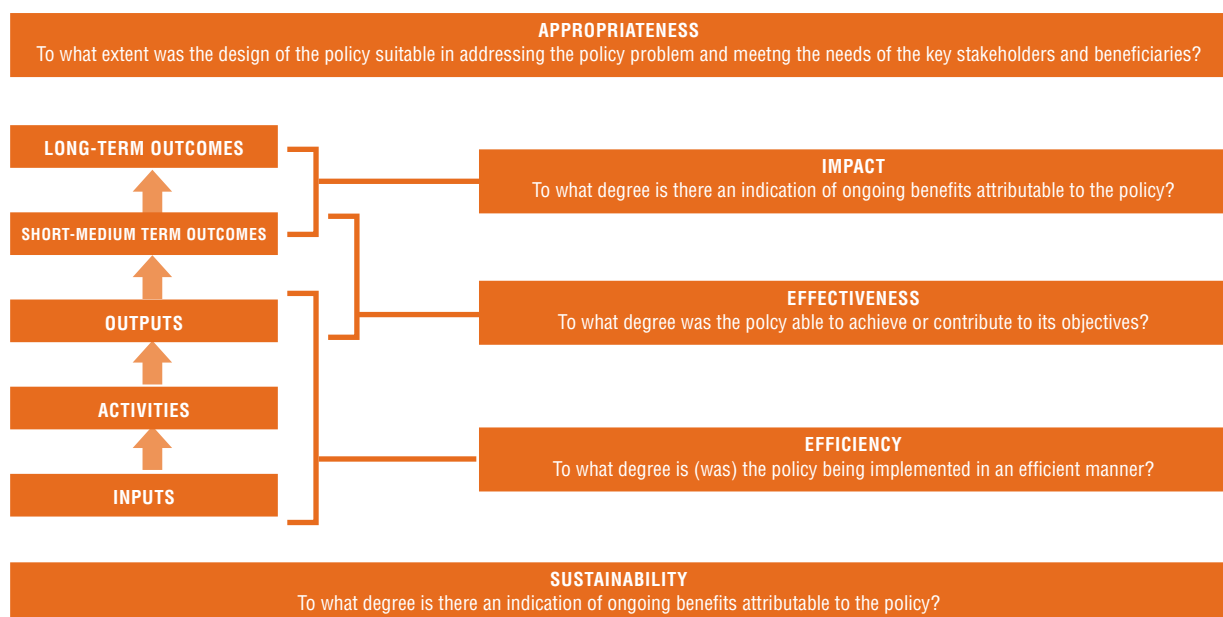 APPROPRIATENESS
To what extent was the design of the policy suitable in addressing the policy problem and meetng the needs of the key stakeholders and beneficiaries?
LONG-TERM OUTCOMES
SHORT-MEDIUM TERM OUTCOMES
OUTPUTS
ACTIVITIES
INPUTS
IMPACT
To what degree is there an indication of ongoing benefits attributable to the policy?
EFFECTIVENESS
To what degree was the polcy able to achieve or contribute to its objectives?
EFFICIENCY
To what degree is (was) the policy being implemented in an efficient manner?
SUSTAINABILITY
To what degree is there an indication of ongoing benefits attributable to the policy?